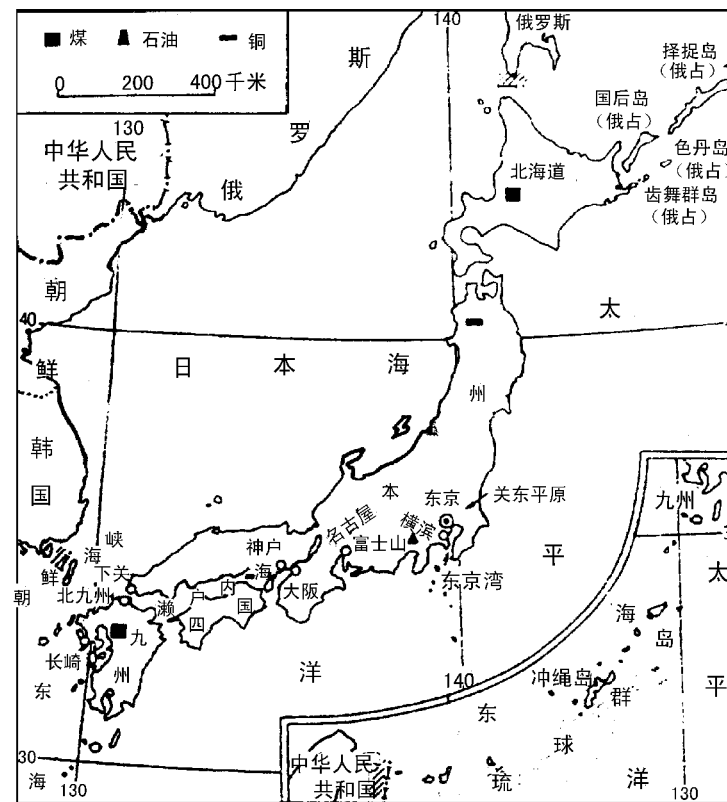 煤 石油 铜
0 200 400 千米
140
俄罗斯
择捉岛
（俄占）
国后岛
（俄占）
色丹岛
（俄占）
齿舞群岛
（俄占）
北海道
130
中华人民
共和国
俄 罗 斯
朝 鲜
40
韩 国
日 本 海
太 平 洋
本 州
东京
关东平原
横滨
名古屋
富士山
东京湾
神户
大阪
朝 鲜 海 峡
下关
北九州
濑 户 内 海
四 国
九 州
长崎
东 海
30
130
140
九州
3
太 平 洋
冲绳岛
琉 球 群 岛
东 海
中华人民
共和国
130